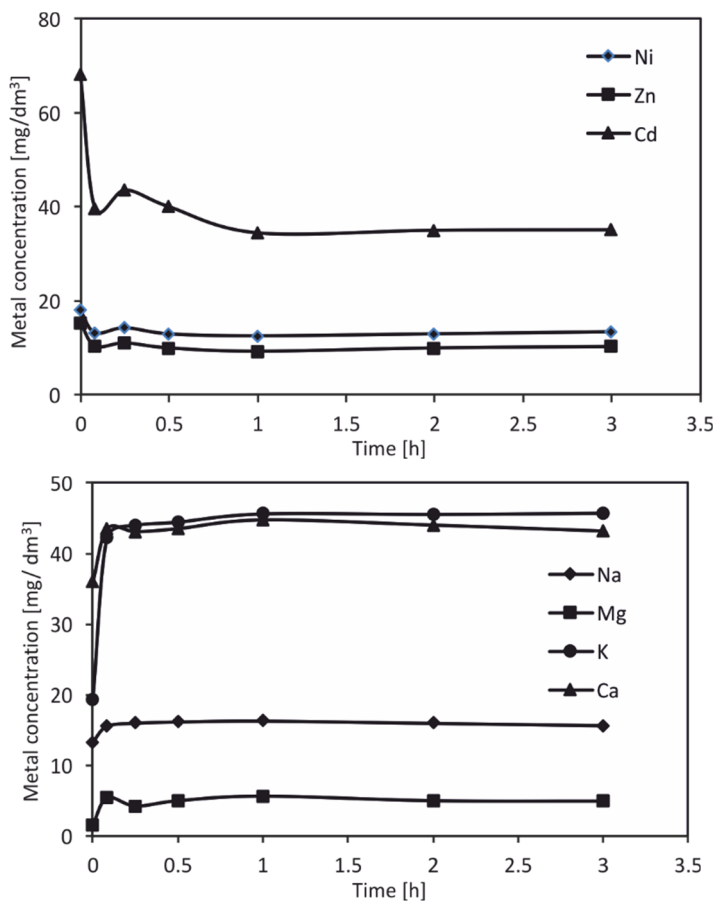 80
60
40
20
0
Metal concentration [mg/dm³]
Ni
Zn
Cd
0 0.5 1 1.5 2 2.5 3 3.5
Time [h]
50
40
30
20
10
0
Metal concentration [mg/ dm³]
Na
Mg
K
Ca
0 0.5 1 1.5 2 2.5 3 3.5
Time [h]